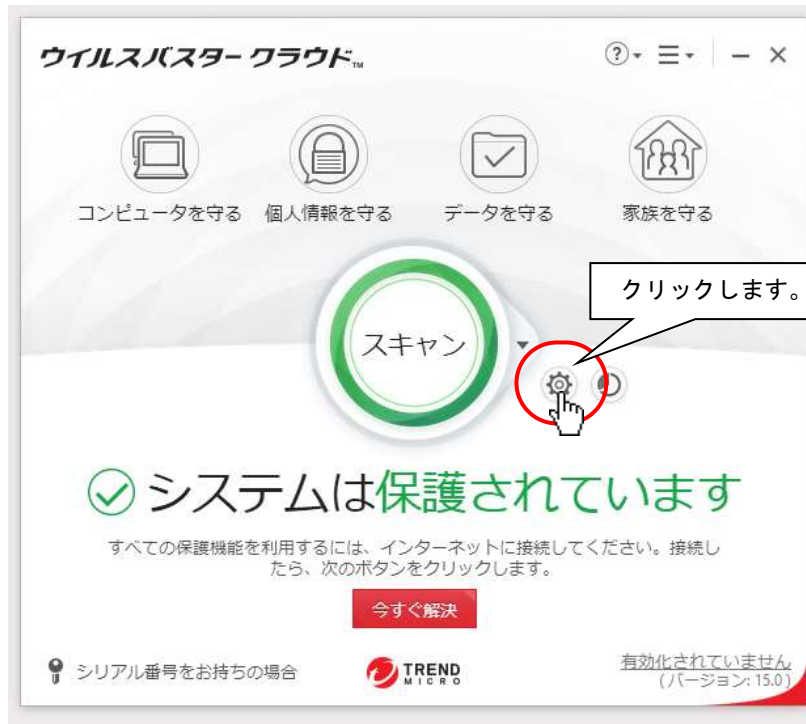 ウイルスバスター クラウド™
コンピュータを守る
個人情報を守る
データを守る
家族を守る
クリックします。
スキャン
システムは保護されています
すべての保護機能を利用するには、インターネットに接続してください。接続し
たら、次のボタンをクリックします。
今すぐ解決
シリアル番号をお持ちの場合
TREND
MICRO
有効化されていません
(バージョン: 15.0)